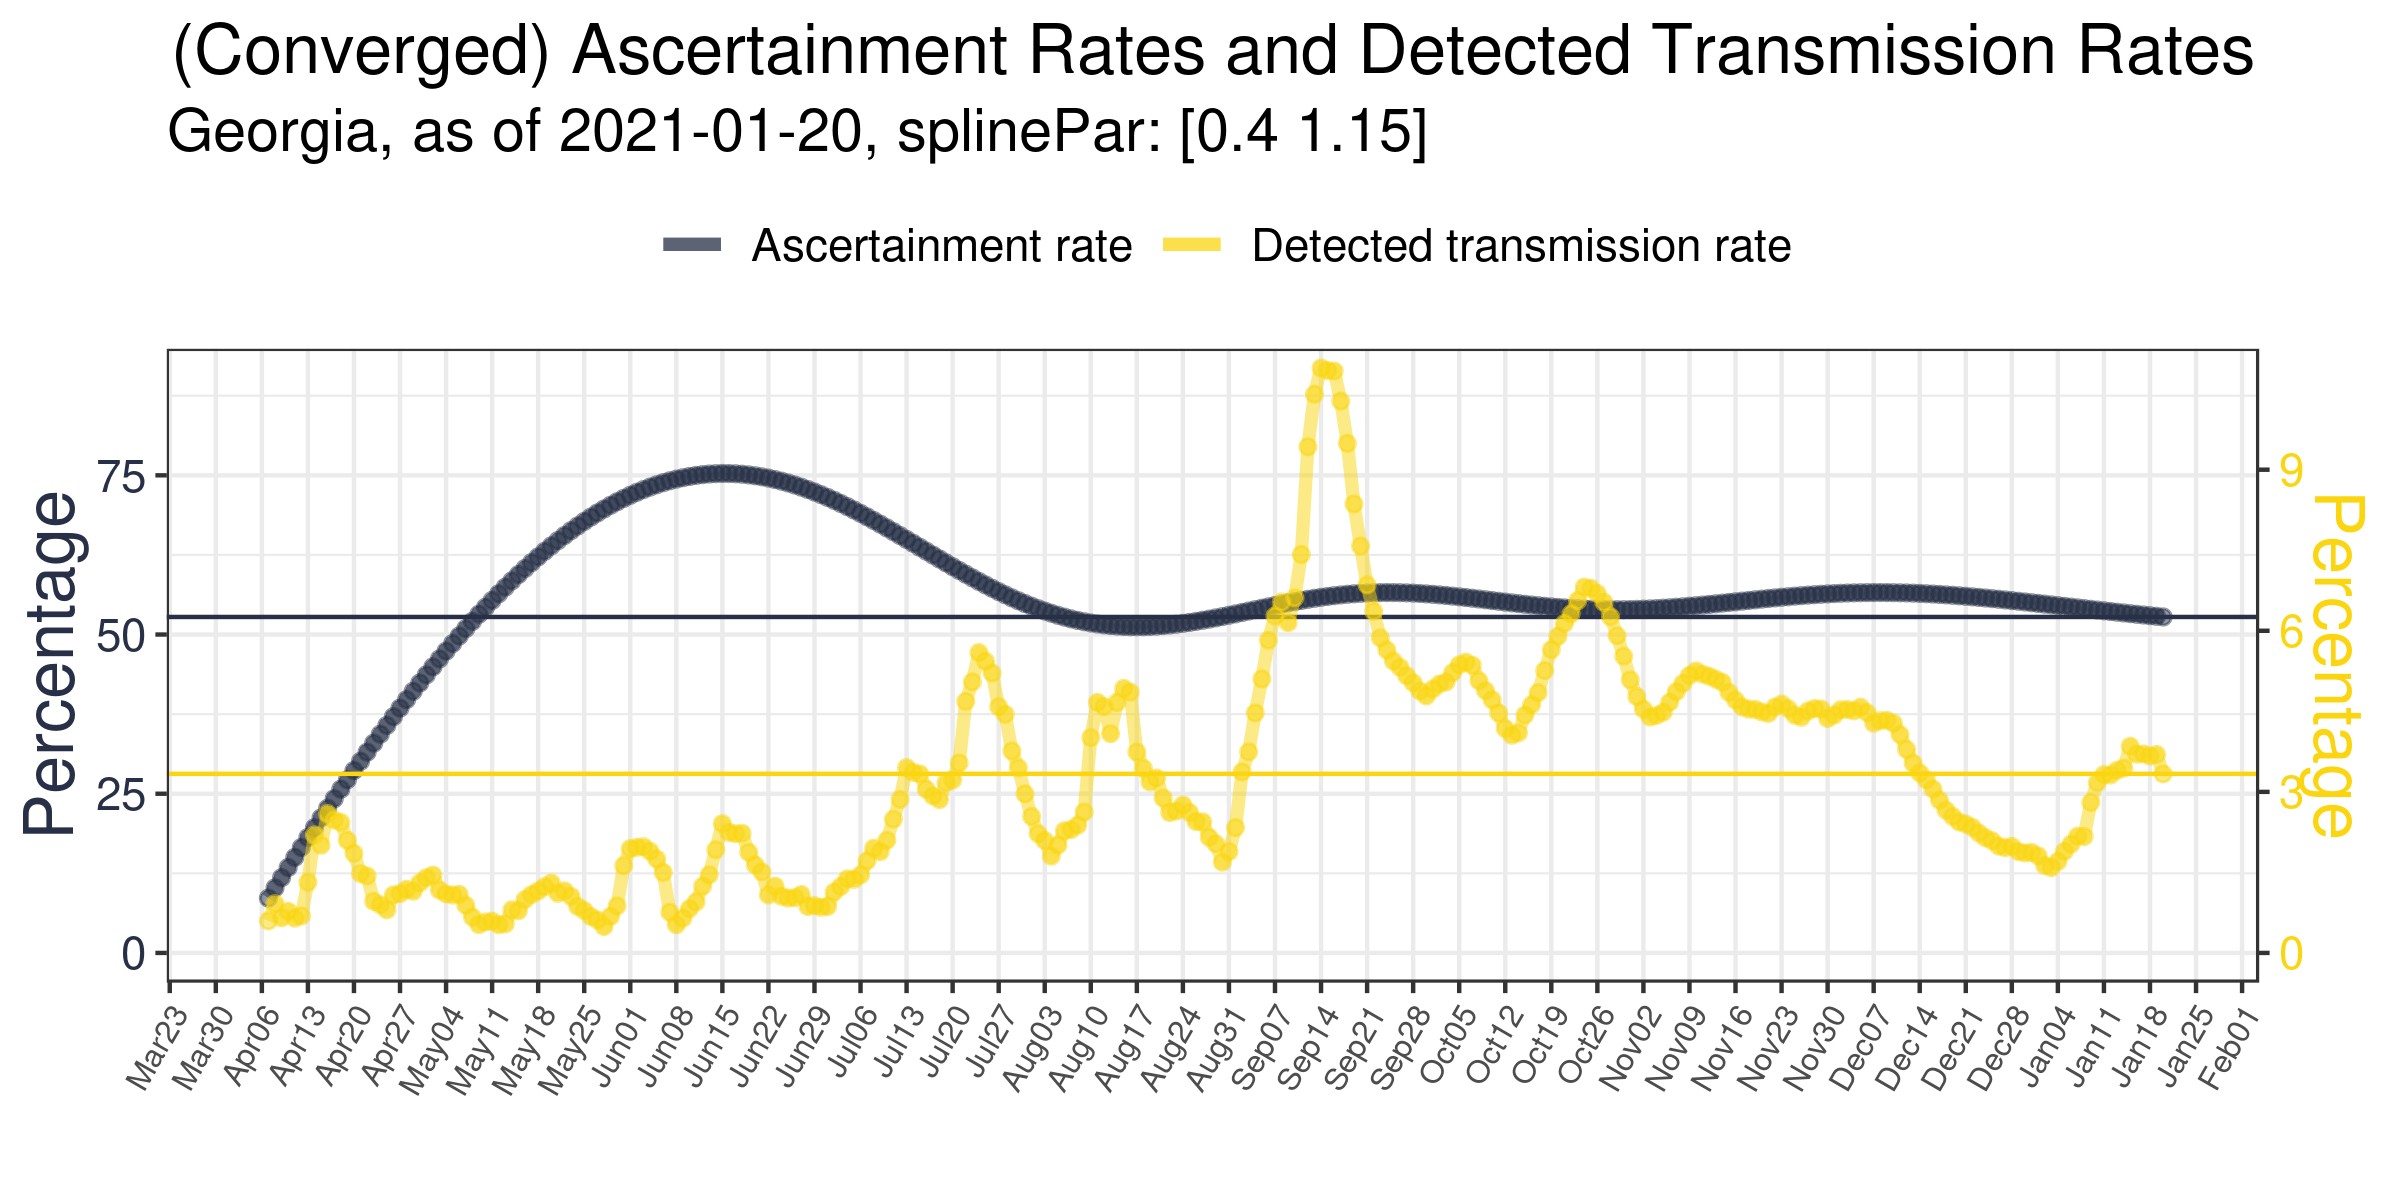 (Converged) Ascertainment Rates and Detected Transmission Rates
Georgia, as of 2021-01-20, splinePar: [0.4 1.15]
Ascertainment rate Detected transmission rate
Percentage
75
50
25
0
9
6
3
0
Percentage
Mar23 Mar30 Apr06 Apr13 Apr20 Apr27 May04 May11 May18 May25 Jun01 Jun08 Jun15 Jun22 Jun29 Jul06 Jul13 Jul20 Jul27 Aug03 Aug10 Aug17 Aug24 Aug31 Sep07 Sep14 Sep21 Sep28 Oct05 Oct12 Oct19 Oct26 Nov02 Nov09 Nov16 Nov23 Nov30 Dec07 Dec14 Dec21 Dec28 Jan04 Jan11 Jan18 Jan25 Feb01